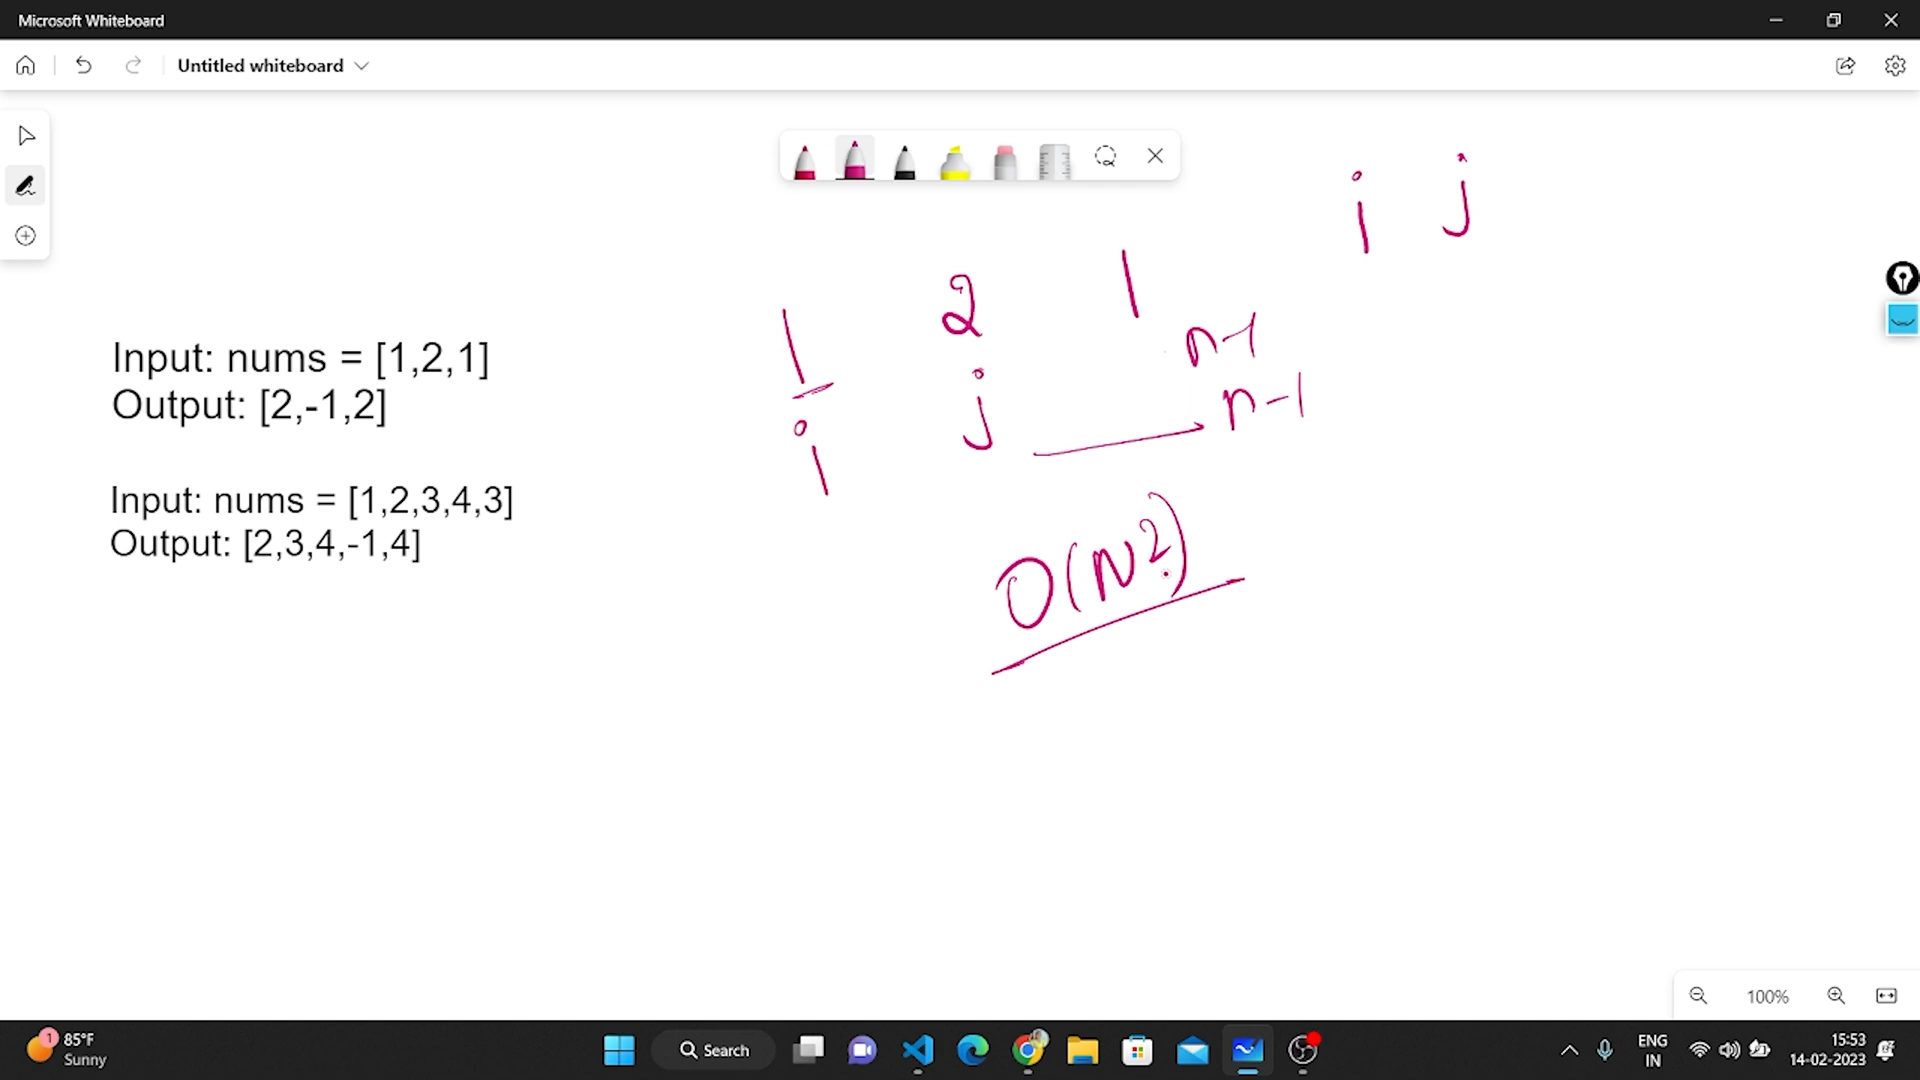 Microsoft Whiteboard
Untitled whiteboard
i j
1 2 1
n-1
n-1
i j
Input: nums = [1,2,1]
Output: [2,-1,2]
Input: nums = [1,2,3,4,3]
Output: [2,3,4,-1,4]
O(N²)
100%
1
85°F
Sunny
Search
ENG
IN
15:53
14-02-2023